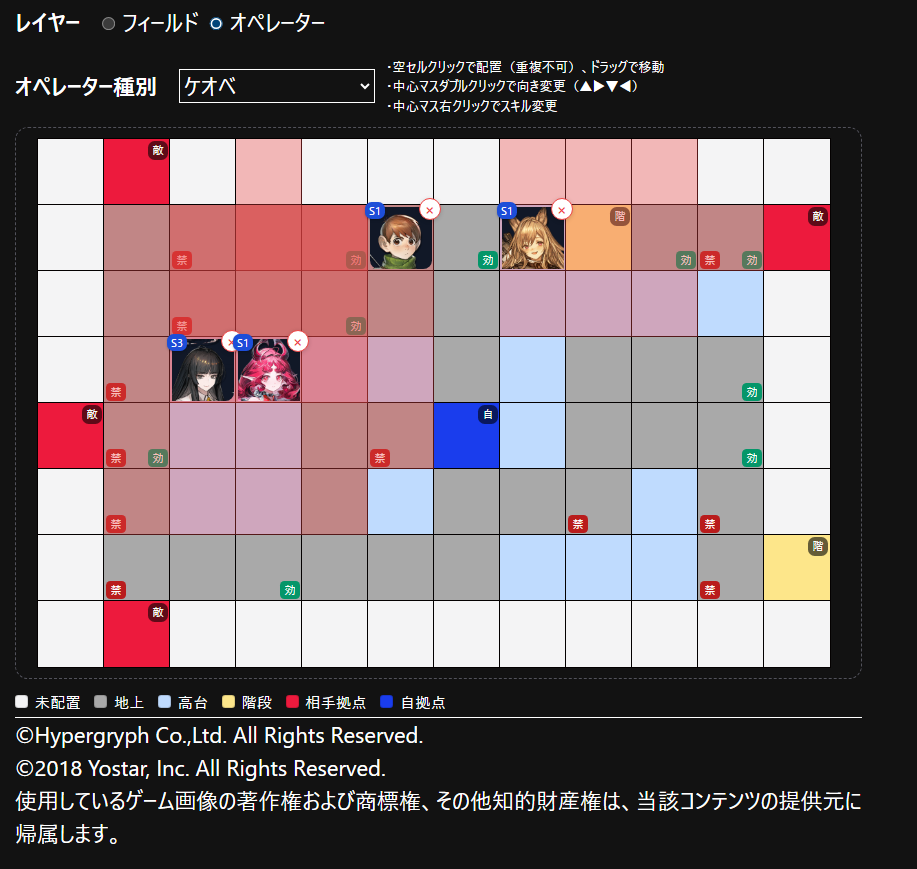 レイヤー フィールド オペレーター
オペレーター種別 ケオベ
・空セルクリックで配置（重複不可）、ドラッグで移動
・中心マスダブルクリックで向き変更（▲▶▼◀）
・中心マス右クリックでスキル変更
敵
S1 × S1 × 階 敵
禁 効 効 効 禁 効
禁 効
S3 × S1 ×
禁 効
敵 自
禁 効 禁 効
禁 禁 禁
階
禁 効 禁
敵
未配置 地上 高台 階段 相手拠点 自拠点
©Hypergryph Co.,Ltd. All Rights Reserved.
©2018 Yostar, Inc. All Rights Reserved.
使用しているゲーム画像の著作権および商標権、その他知的財産権は、当該コンテンツの提供元に
帰属します。